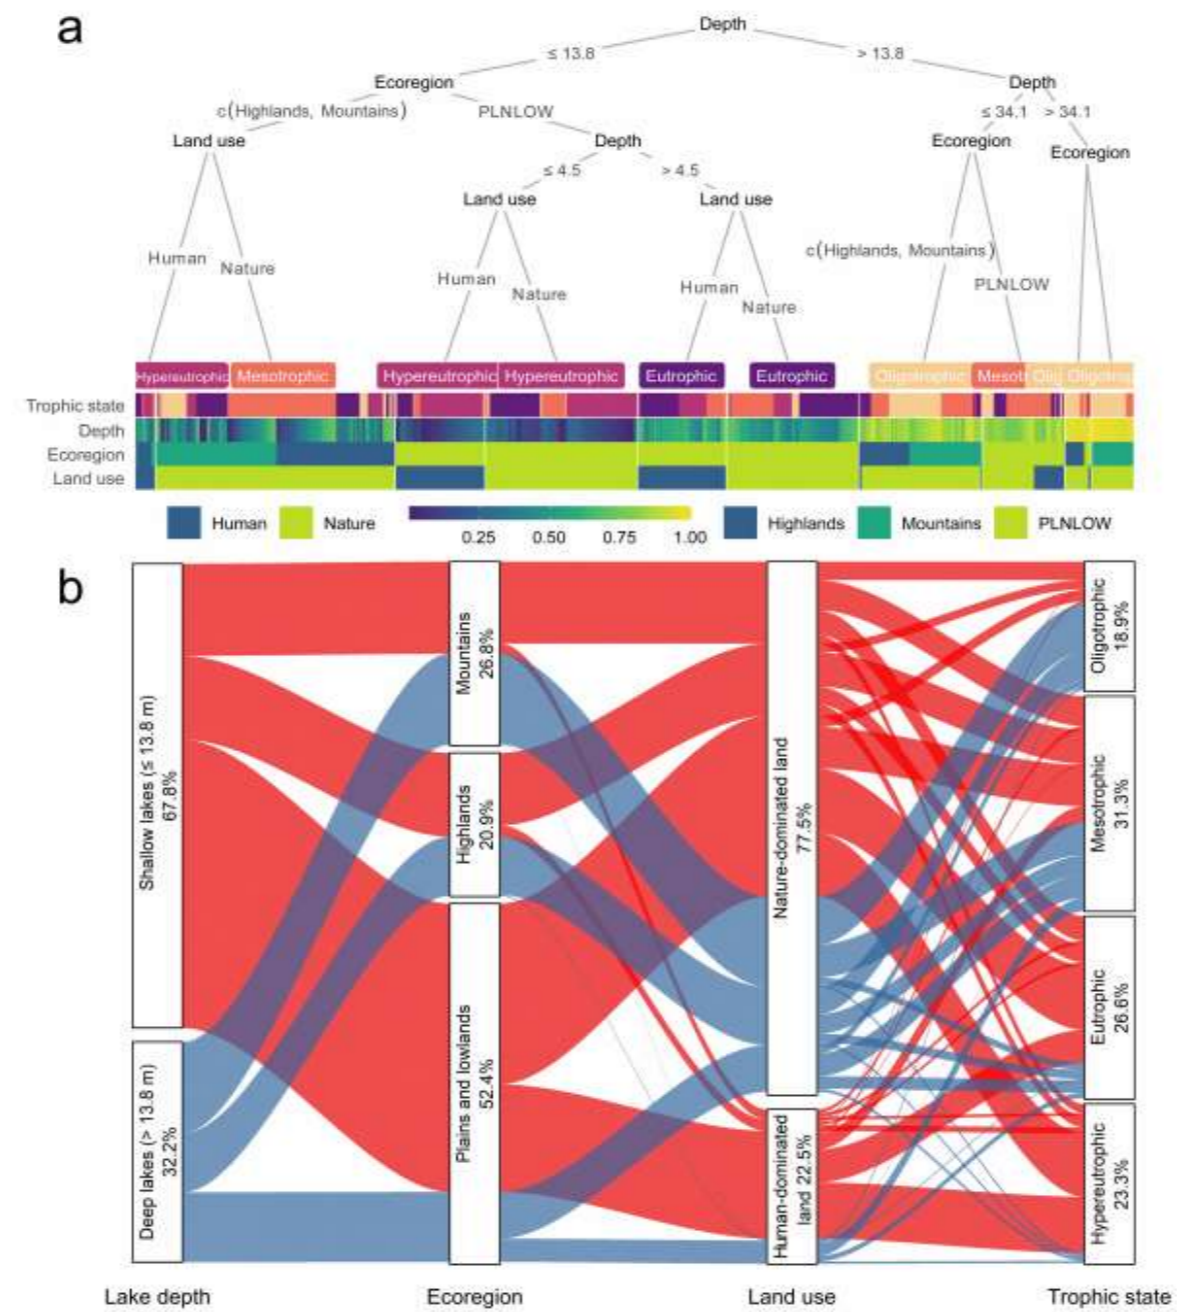 a
Depth
≤ 13.8
> 13.8
Ecoregion
Depth
c(Highlands, Mountains)
PLNLOW
≤ 34.1
> 34.1
Land use
Depth
Ecoregion
Ecoregion
≤ 4.5
> 4.5
Land use
Land use
Human
Nature
Human
Nature
Human
Nature
c(Highlands, Mountains)
PLNLOW
Hypereutrophic
Mesotrophic
Hypereutrophic
Hypereutrophic
Eutrophic
Eutrophic
Oligotrophic
Trophic state
Depth
Ecoregion
Land use
Human
Nature
0.25
0.50
0.75
1.00
Highlands
Mountains
PLNLOW
b
Shallow lakes (≤ 13.8 m)
67.8%
Deep lakes (> 13.8 m)
32.2%
Mountains
26.8%
Highlands
20.9%
Plains and lowlands
52.4%
Nature-dominated land
77.5%
Human-dominated
land 22.5%
Oligotrophic
18.9%
Mesotrophic
31.3%
Eutrophic
26.6%
Hypereutrophic
23.3%
Lake depth
Ecoregion
Land use
Trophic state